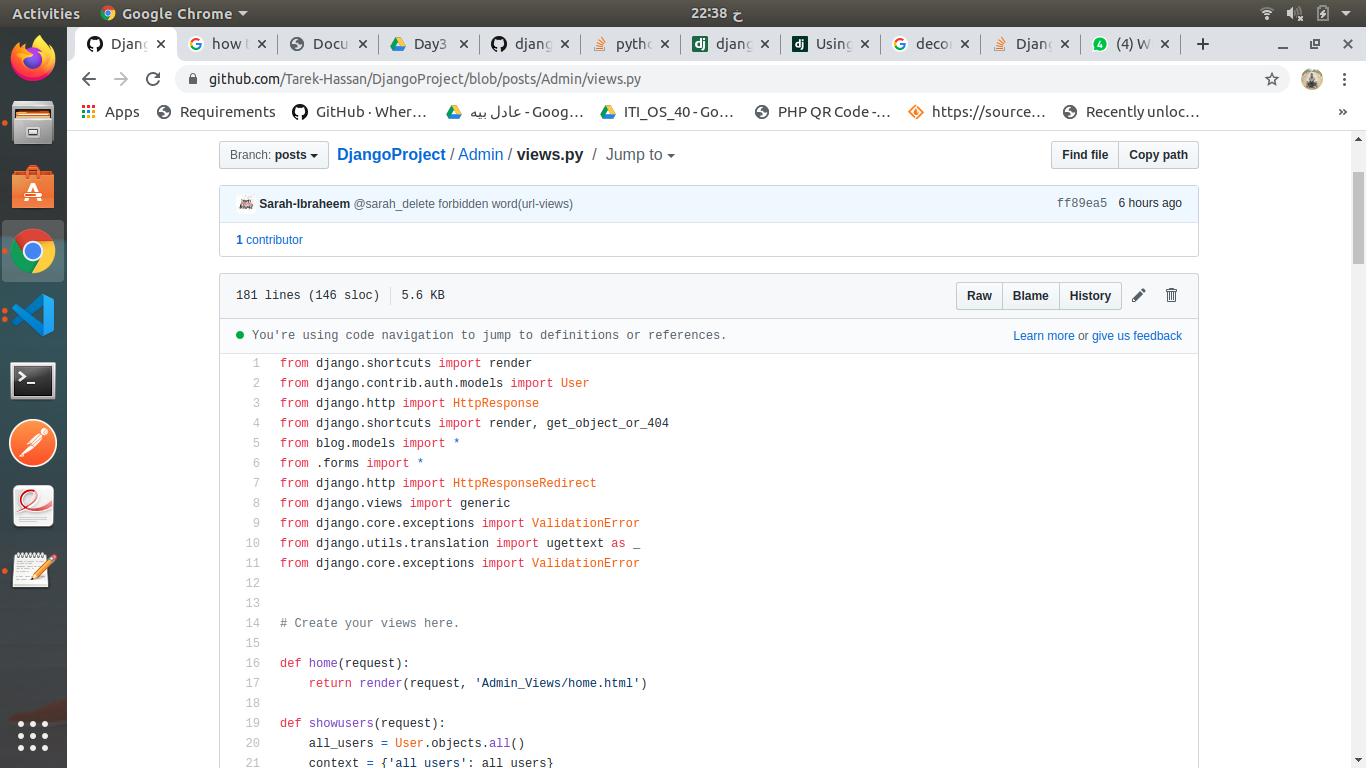 Activities
Google Chrome
22:38 خ
Djang
how t
Docu
Day3
djang
pytho
djang
Using
decor
Djang
(4) W
github.com/Tarek-Hassan/DjangoProject/blob/posts/Admin/views.py
Apps
Requirements
GitHub · Wher…
عادل بيه - Goog…
ITI_OS_40 - Go…
PHP QR Code -…
https://source…
Recently unloc…
»
Branch: posts
DjangoProject / Admin / views.py / Jump to
Find file
Copy path
Sarah-Ibraheem @sarah_delete forbidden word(url-views)
ff89ea5 6 hours ago
1 contributor
181 lines (146 sloc) 5.6 KB
Raw
Blame
History
You're using code navigation to jump to definitions or references.
Learn more or give us feedback
1 from django.shortcuts import render
2 from django.contrib.auth.models import User
3 from django.http import HttpResponse
4 from django.shortcuts import render, get_object_or_404
5 from blog.models import *
6 from .forms import *
7 from django.http import HttpResponseRedirect
8 from django.views import generic
9 from django.core.exceptions import ValidationError
10 from django.utils.translation import ugettext as _
11 from django.core.exceptions import ValidationError
12
13
14 # Create your views here.
15
16 def home(request):
17     return render(request, 'Admin_Views/home.html')
18
19 def showusers(request):
20     all_users = User.objects.all()
21     context = {'all_users': all_users}